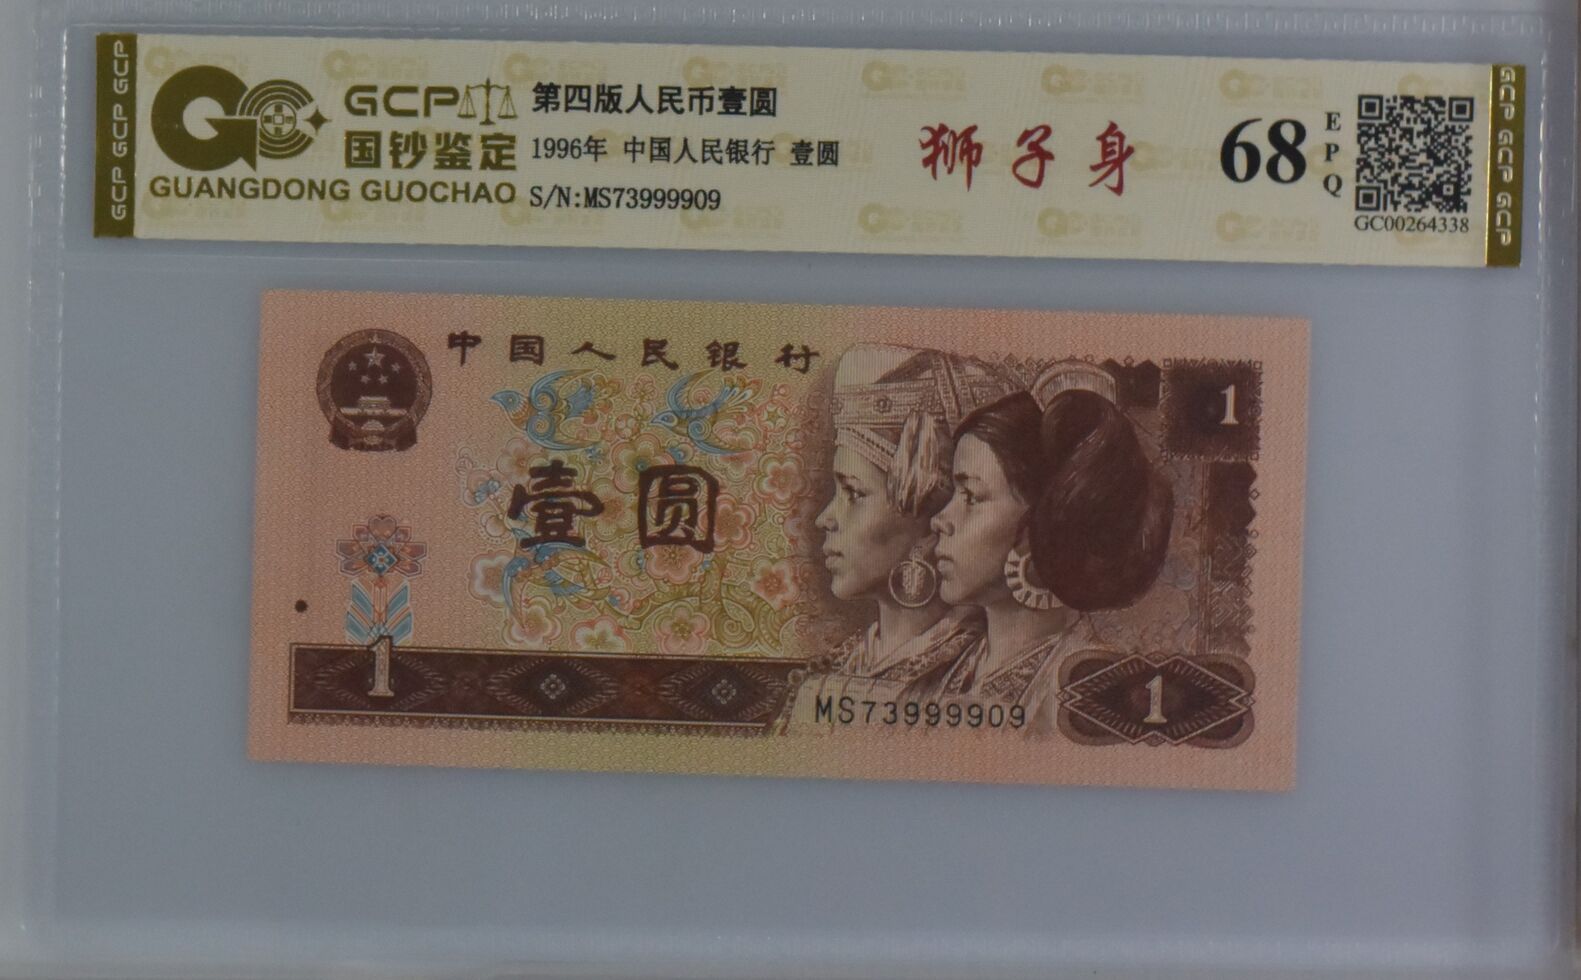 GCP GCP GCP
GCP
国钞鉴定
GUANGDONG GUOCHAO
第四版人民币壹圆
1996年 中国人民银行 壹圆
S/N:MS73999909
狮子身
68
EPQ
GC00264338
GCP GCP GCP
中国人民银行
1
壹圆
1
MS73999909
1